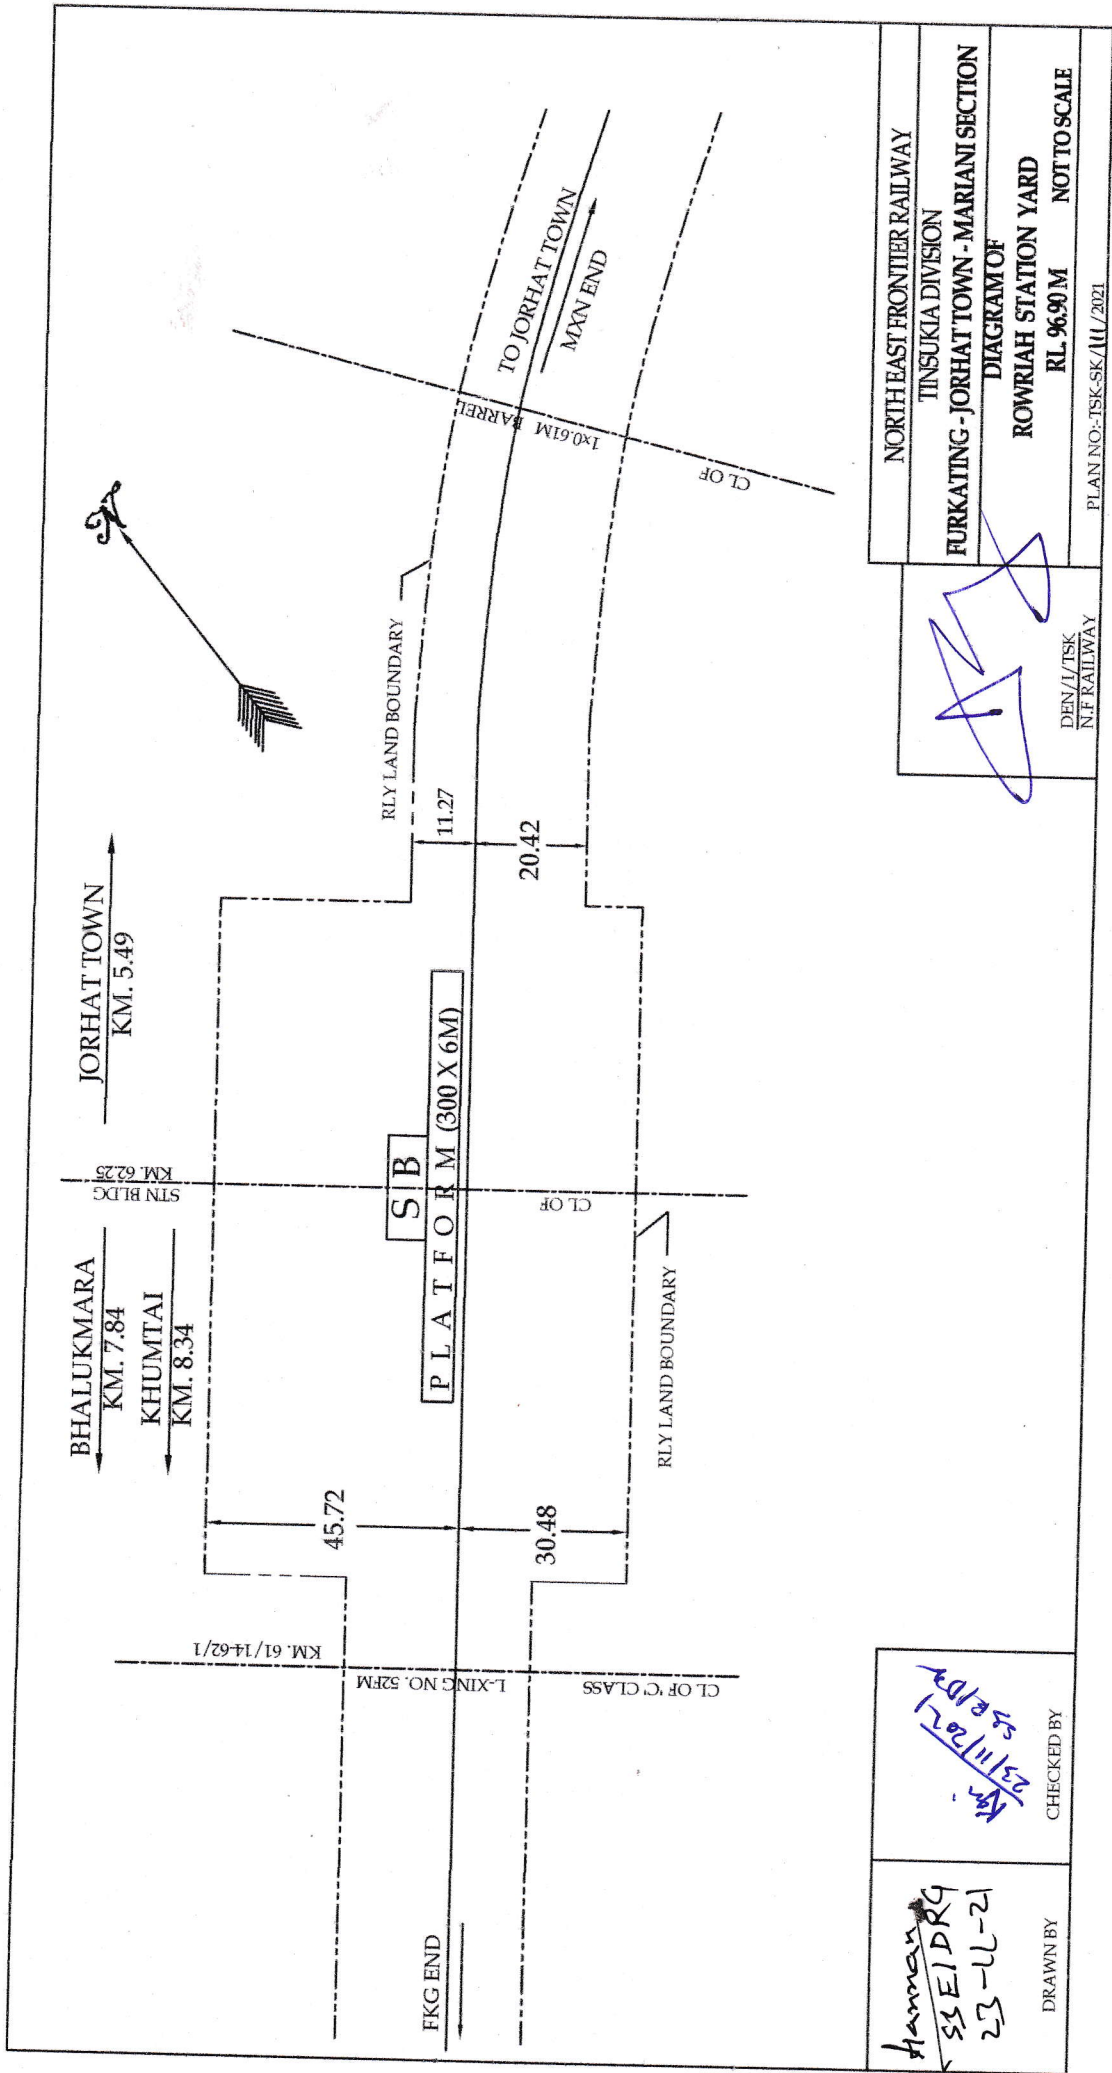 BHALUKMARA
KM. 7.84
KHUMTAI
KM. 8.34
STN BLDG
KM. 62.25
JORHAT TOWN
KM. 5.49
KM. 61/14-62/1
L-XING NO. 52FM
CL OF 'C' CLASS
45.72
30.48
S B
PLATFORM (300 X 6M)
CL OF
RLY LAND BOUNDARY
RLY LAND BOUNDARY
11.27
20.42
N
1x0.61M BARREL
CL OF
TO JORHAT TOWN
MXN END
FKG END
Hannan
SSE/DRG
23-11-21
DRAWN BY
23/11/2021
SSE/D
CHECKED BY
DEN/I/TSK
N.F RAILWAY
NORTH EAST FRONTIER RAILWAY
TINSUKIA DIVISION
FURKATING - JORHAT TOWN - MARIANI SECTION
DIAGRAM OF
ROWRIAH STATION YARD
RL. 96.90 M NOT TO SCALE
PLAN NO:-TSK-SK/111/2021